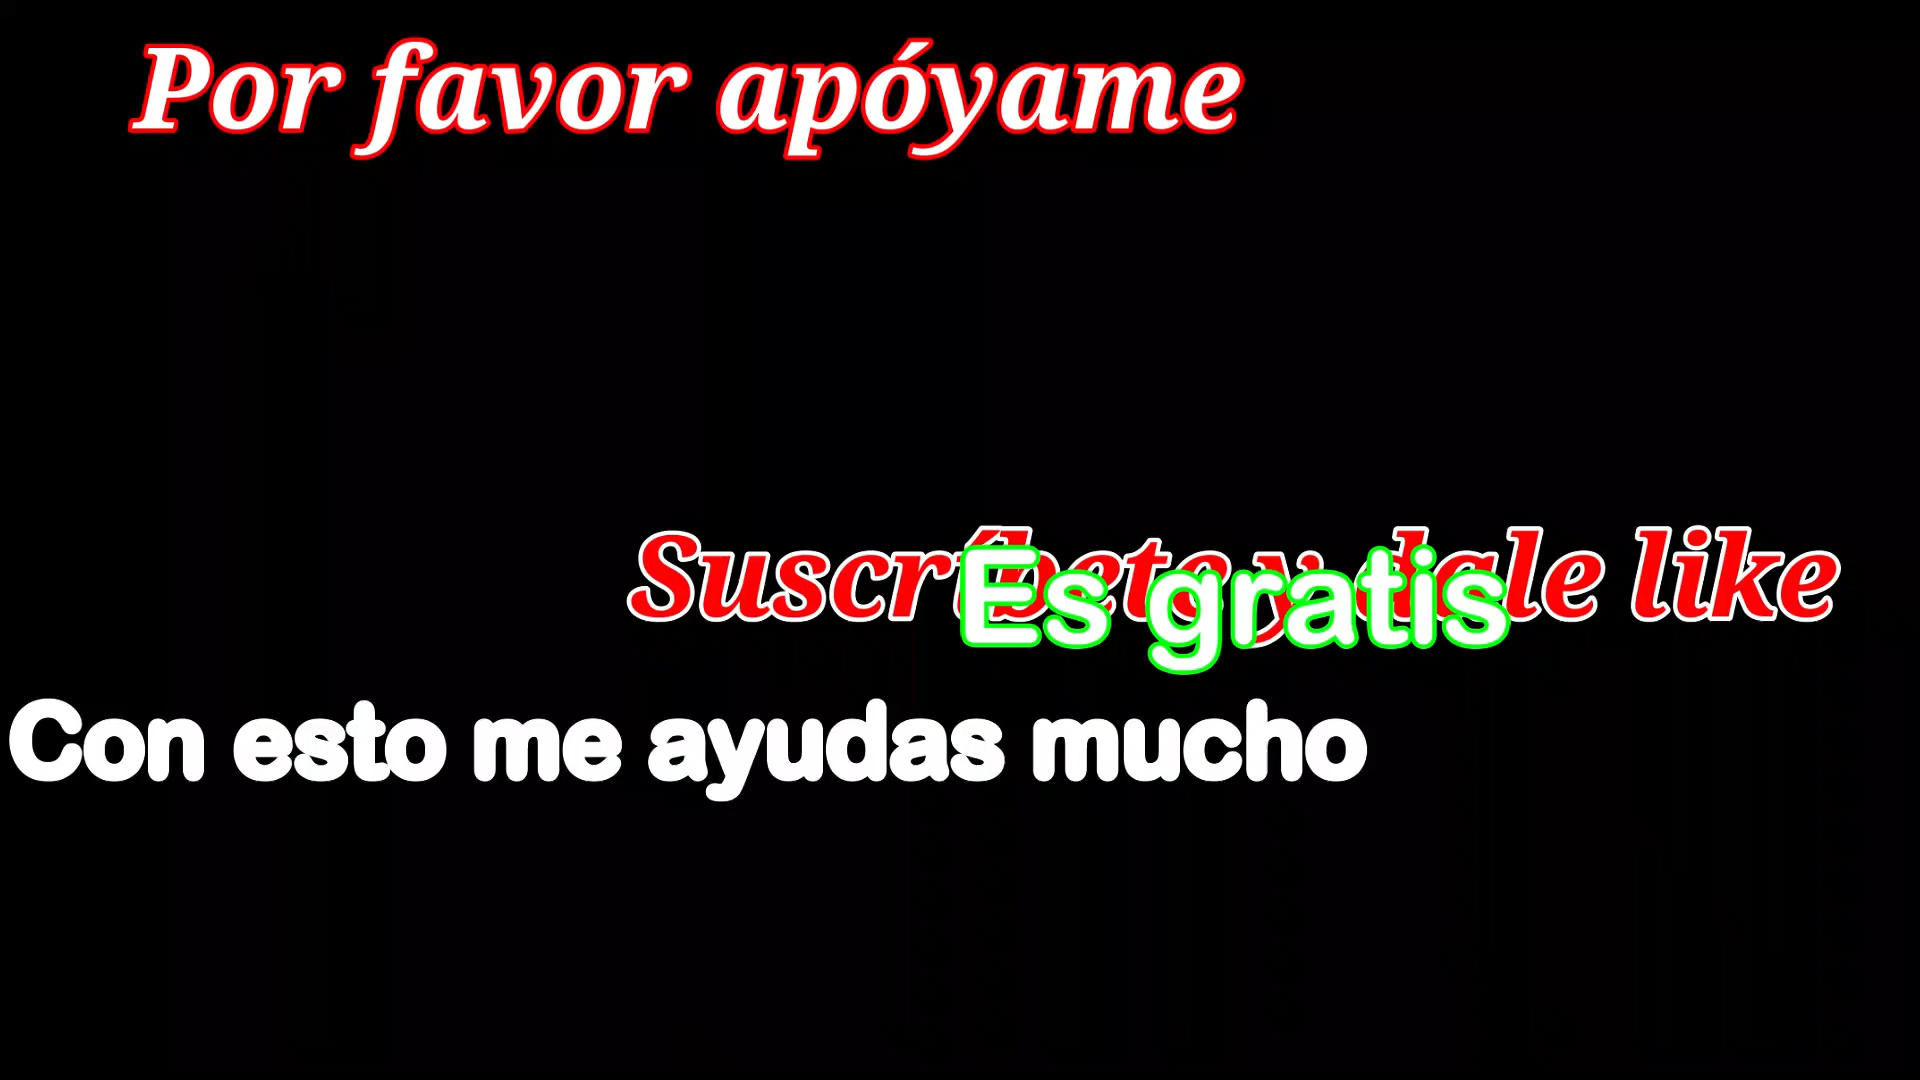 Por favor apóyame
Suscríbete y dale like
Es gratis
Con esto me ayudas mucho